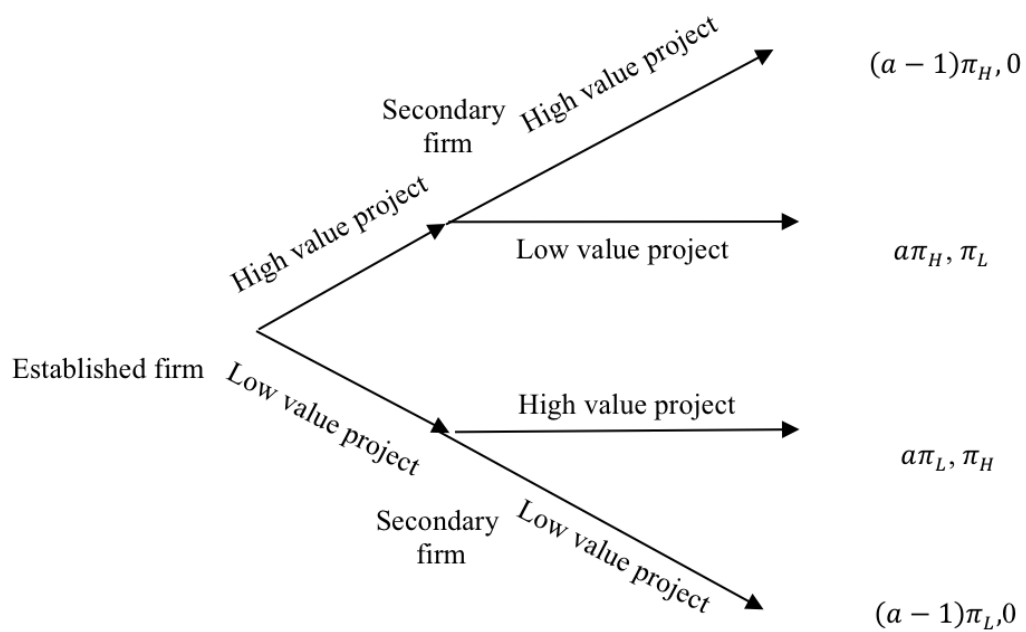 High value project
(a − 1)π_H, 0
Secondary
firm
High value project
Low value project
aπ_H, π_L
Established firm
Low value project
High value project
aπ_L, π_H
Secondary
firm
Low value project
(a − 1)π_L,0